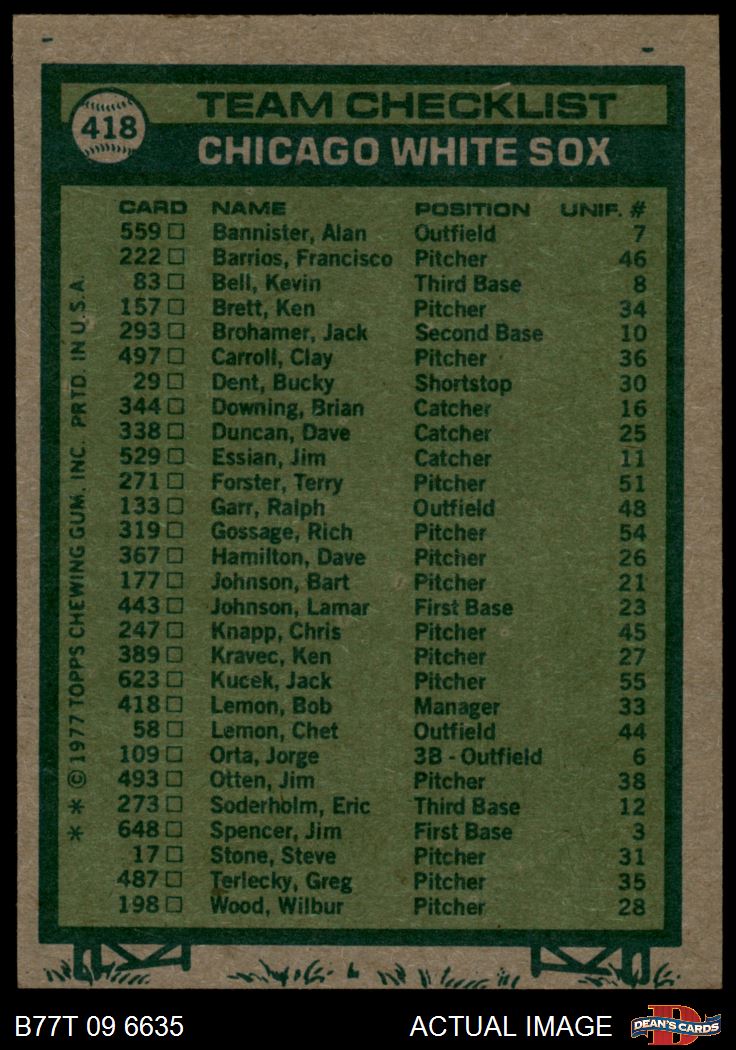 418
TEAM CHECKLIST
CHICAGO WHITE SOX
CARD NAME POSITION UNIF. #
559 Bannister, Alan Outfield 7
222 Barrios, Francisco Pitcher 46
83 Bell, Kevin Third Base 8
157 Brett, Ken Pitcher 34
293 Brohamer, Jack Second Base 10
497 Carroll, Clay Pitcher 36
29 Dent, Bucky Shortstop 30
344 Downing, Brian Catcher 16
338 Duncan, Dave Catcher 25
529 Essian, Jim Catcher 11
271 Forster, Terry Pitcher 51
133 Garr, Ralph Outfield 48
319 Gossage, Rich Pitcher 54
367 Hamilton, Dave Pitcher 26
177 Johnson, Bart Pitcher 21
443 Johnson, Lamar First Base 23
247 Knapp, Chris Pitcher 45
389 Kravec, Ken Pitcher 27
623 Kucek, Jack Pitcher 55
418 Lemon, Bob Manager 33
58 Lemon, Chet Outfield 44
109 Orta, Jorge 3B - Outfield 6
493 Otten, Jim Pitcher 38
273 Soderholm, Eric Third Base 12
648 Spencer, Jim First Base 3
17 Stone, Steve Pitcher 31
487 Terlecky, Greg Pitcher 35
198 Wood, Wilbur Pitcher 28
* * © 1977 TOPPS CHEWING GUM, INC. PRTD. IN U.S.A.
B77T 09 6635 ACTUAL IMAGE
DEAN'S CARDS